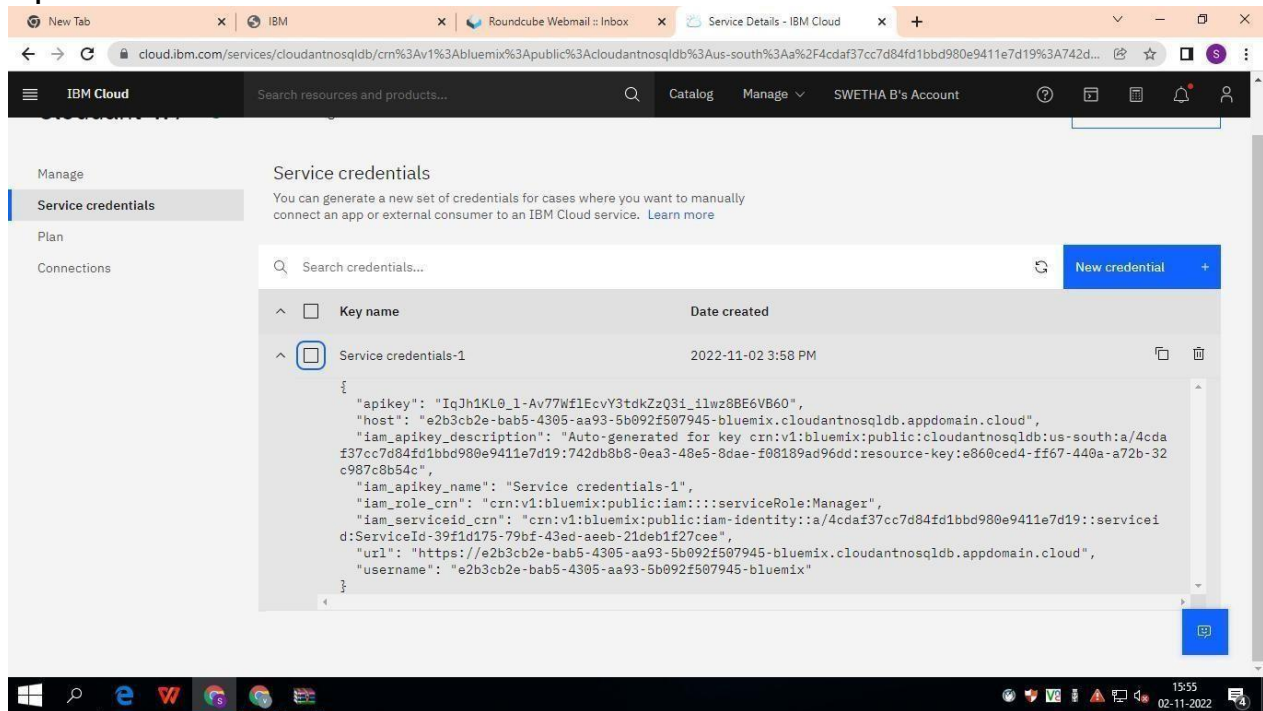 New Tab
IBM
Roundcube Webmail :: Inbox
Service Details - IBM Cloud
cloud.ibm.com/services/cloudantnosqldb/crn%3Av1%3Abluemix%3Apublic%3Acloudantnosqldb%3Aus-south%3Aa%2F4cdaf37cc7d84fd1bbd980e9411e7d19%3A742d...
S
IBM Cloud
Search resources and products...
Catalog
Manage
SWETHA B's Account
Manage
Service credentials
Plan
Connections
Service credentials
You can generate a new set of credentials for cases where you want to manually
connect an app or external consumer to an IBM Cloud service. Learn more
Search credentials...
New credential +
Key name
Date created
Service credentials-1
2022-11-02 3:58 PM
{
"apikey": "IqJh1KL0_l-Av77WflEcvY3tdkZzQ3i_ilwz8BE6VB6O",
"host": "e2b3cb2e-bab5-4305-aa93-5b092f507945-bluemix.cloudantnosqldb.appdomain.cloud",
"iam_apikey_description": "Auto-generated for key crn:v1:bluemix:public:cloudantnosqldb:us-south:a/4cda
f37cc7d84fd1bbd980e9411e7d19:742db8b8-0ea3-48e5-8dae-f08189ad96dd:resource-key:e860ced4-ff67-440a-a72b-32
c987c8b54c",
"iam_apikey_name": "Service credentials-1",
"iam_role_crn": "crn:v1:bluemix:public:iam::::serviceRole:Manager",
"iam_serviceid_crn": "crn:v1:bluemix:public:iam-identity::a/4cdaf37cc7d84fd1bbd980e9411e7d19::servicei
d:ServiceId-39f1d175-79bf-43ed-aeeb-21deb1f27cee",
"url": "https://e2b3cb2e-bab5-4305-aa93-5b092f507945-bluemix.cloudantnosqldb.appdomain.cloud",
"username": "e2b3cb2e-bab5-4305-aa93-5b092f507945-bluemix"
}
15:55
02-11-2022
4